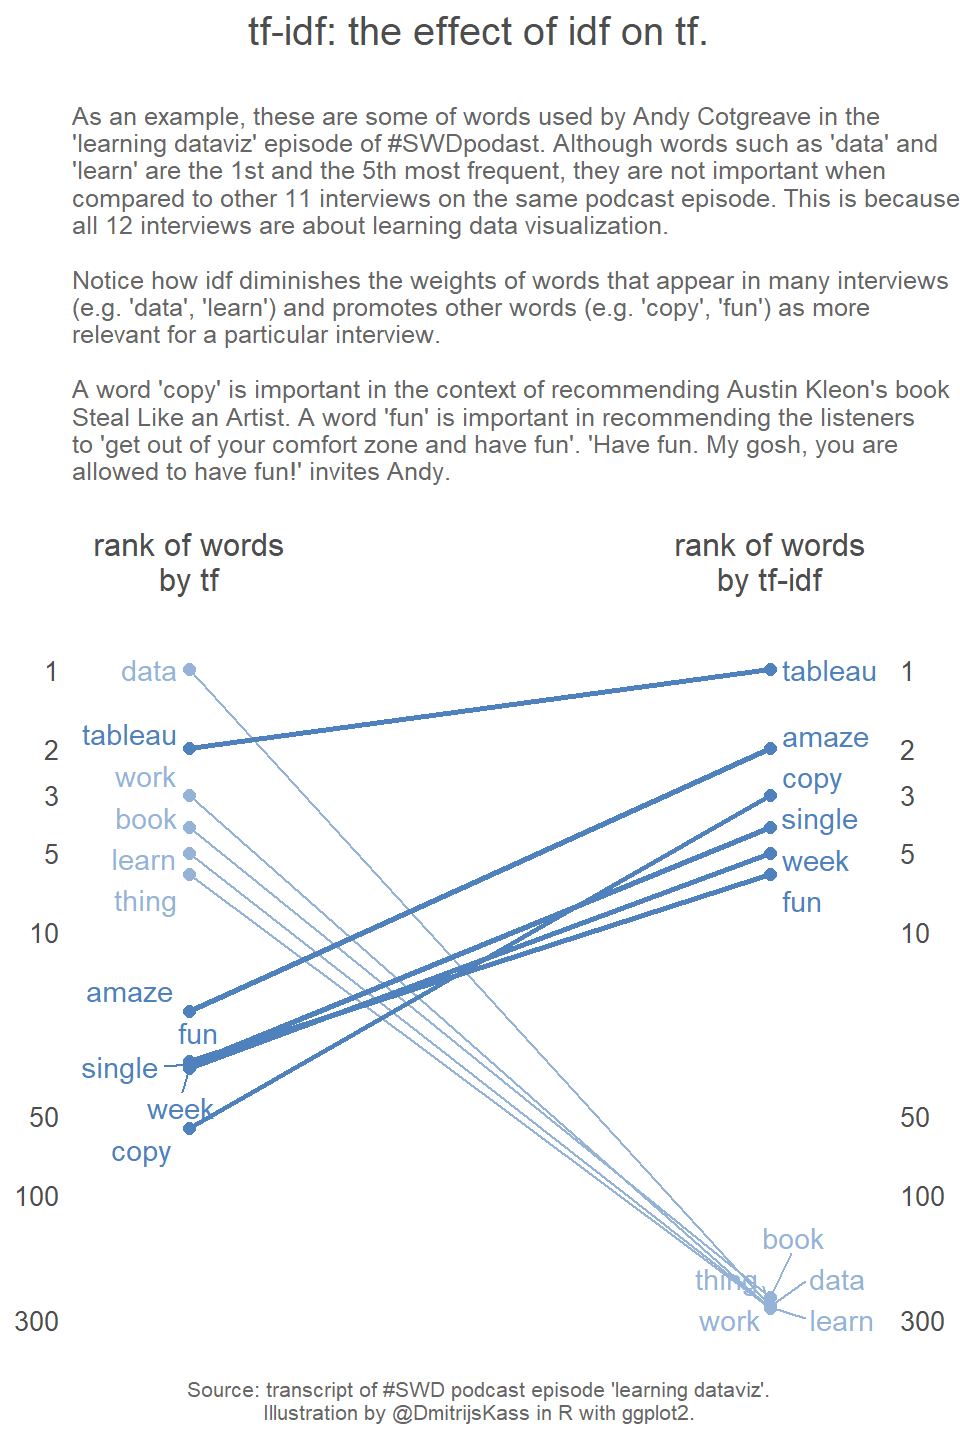 tf-idf: the effect of idf on tf.
As an example, these are some of words used by Andy Cotgreave in the
'learning dataviz' episode of #SWDpodast. Although words such as 'data' and
'learn' are the 1st and the 5th most frequent, they are not important when
compared to other 11 interviews on the same podcast episode. This is because
all 12 interviews are about learning data visualization.
Notice how idf diminishes the weights of words that appear in many interviews
(e.g. 'data', 'learn') and promotes other words (e.g. 'copy', 'fun') as more
relevant for a particular interview.
A word 'copy' is important in the context of recommending Austin Kleon's book
Steal Like an Artist. A word 'fun' is important in recommending the listeners
to 'get out of your comfort zone and have fun'. 'Have fun. My gosh, you are
allowed to have fun!' invites Andy.
rank of words
by tf
rank of words
by tf-idf
1 data tableau 1
2 tableau amaze 2
work copy
3 3
book single
5 learn week 5
thing fun
10 10
amaze
fun
single
week
50 50
copy
100 100
book
thing data
300 work learn 300
Source: transcript of #SWD podcast episode 'learning dataviz'.
Illustration by @DmitrijsKass in R with ggplot2.